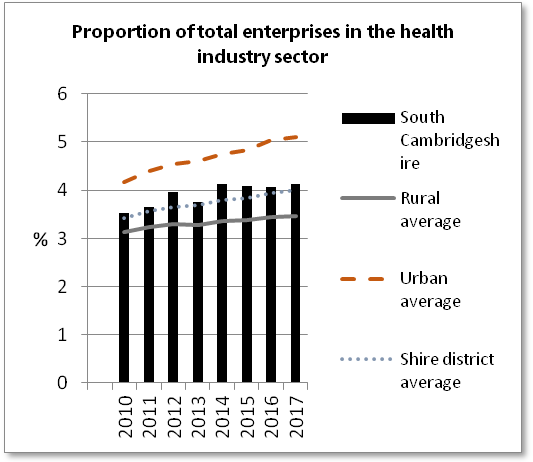 Proportion of total enterprises in the health
industry sector
6
5
4
3
2
1
0
%
2010
2011
2012
2013
2014
2015
2016
2017
South
Cambridgesh
ire
Rural
average
Urban
average
Shire district
average